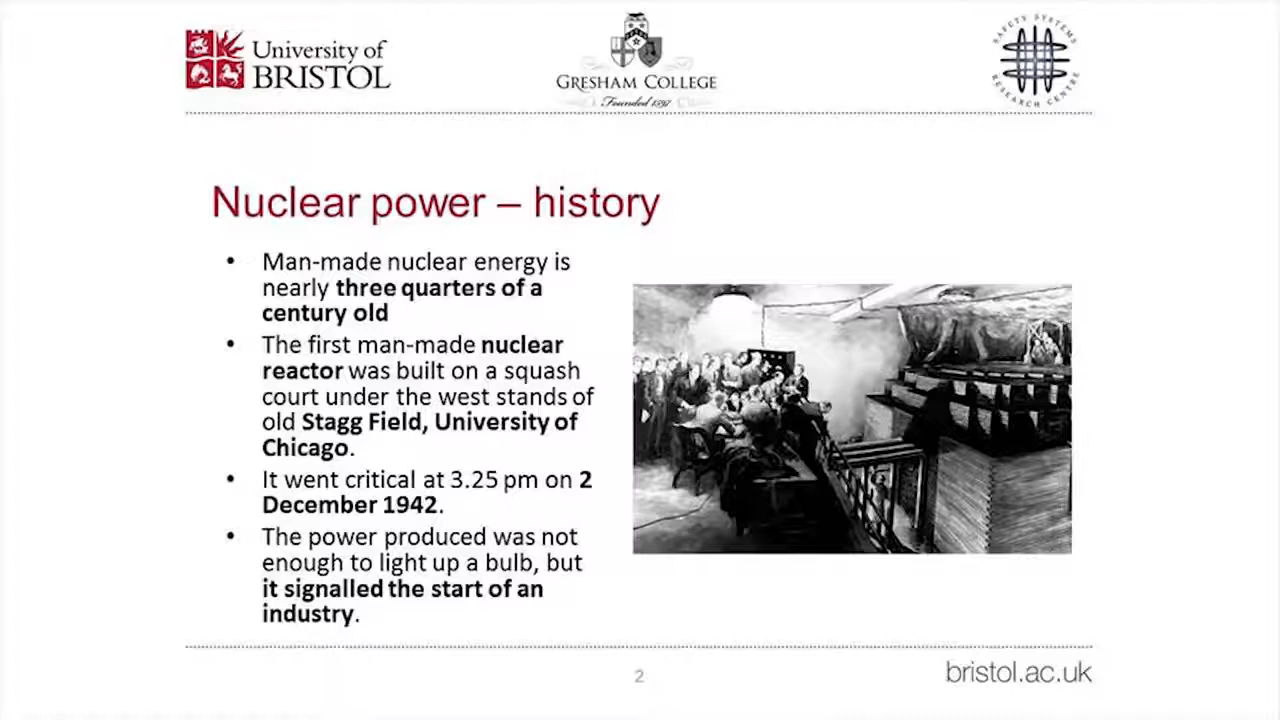 University of
BRISTOL
GRESHAM COLLEGE
Founded 1597
SAFETY SYSTEMS
RESEARCH CENTRE
Nuclear power – history
• Man-made nuclear energy is
nearly three quarters of a
century old
• The first man-made nuclear
reactor was built on a squash
court under the west stands of
old Stagg Field, University of
Chicago.
• It went critical at 3.25 pm on 2
December 1942.
• The power produced was not
enough to light up a bulb, but
it signalled the start of an
industry.
2
bristol.ac.uk